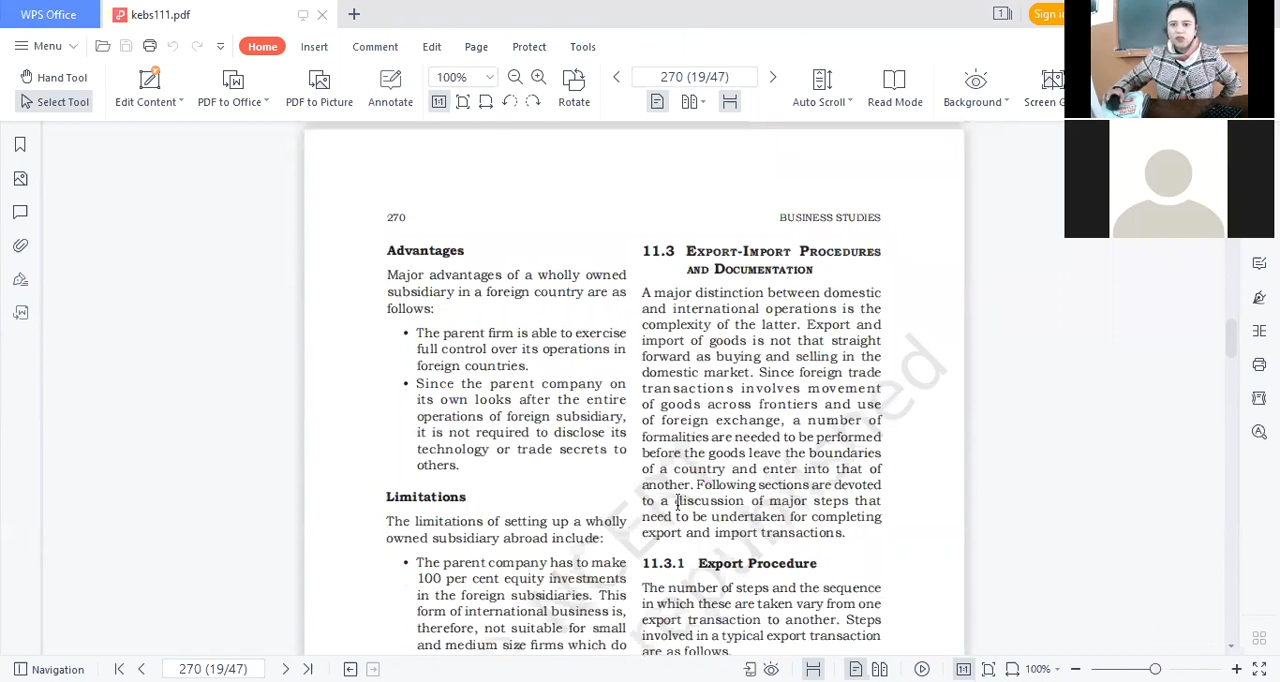 WPS Office
kebs111.pdf
1
Sign in
Menu
Home
Insert
Comment
Edit
Page
Protect
Tools
Hand Tool
Select Tool
Edit Content
PDF to Office
PDF to Picture
Annotate
100%
Rotate
270 (19/47)
Auto Scroll
Read Mode
Background
Screen G
270
BUSINESS STUDIES
Advantages
Major advantages of a wholly owned
subsidiary in a foreign country are as
follows:
• The parent firm is able to exercise
full control over its operations in
foreign countries.
• Since the parent company on
its own looks after the entire
operations of foreign subsidiary,
it is not required to disclose its
technology or trade secrets to
others.
Limitations
The limitations of setting up a wholly
owned subsidiary abroad include:
• The parent company has to make
100 per cent equity investments
in the foreign subsidiaries. This
form of international business is,
therefore, not suitable for small
and medium size firms which do
11.3 EXPORT-IMPORT PROCEDURES
AND DOCUMENTATION
A major distinction between domestic
and international operations is the
complexity of the latter. Export and
import of goods is not that straight
forward as buying and selling in the
domestic market. Since foreign trade
transactions involves movement
of goods across frontiers and use
of foreign exchange, a number of
formalities are needed to be performed
before the goods leave the boundaries
of a country and enter into that of
another. Following sections are devoted
to a discussion of major steps that
need to be undertaken for completing
export and import transactions.
11.3.1 Export Procedure
The number of steps and the sequence
in which these are taken vary from one
export transaction to another. Steps
involved in a typical export transaction
are as follows.
NCERT
republished
Navigation
270 (19/47)
100%